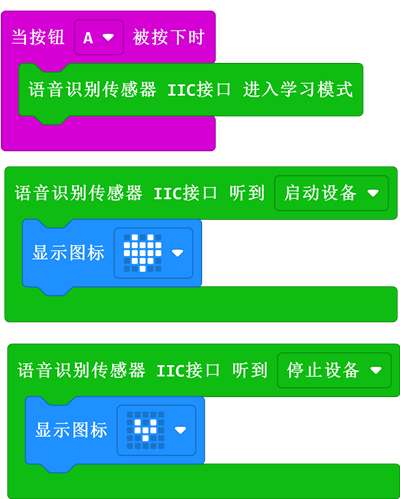 当按钮 A 被按下时
语音识别传感器 IIC接口 进入学习模式
语音识别传感器 IIC接口 听到 启动设备
显示图标
语音识别传感器 IIC接口 听到 停止设备
显示图标